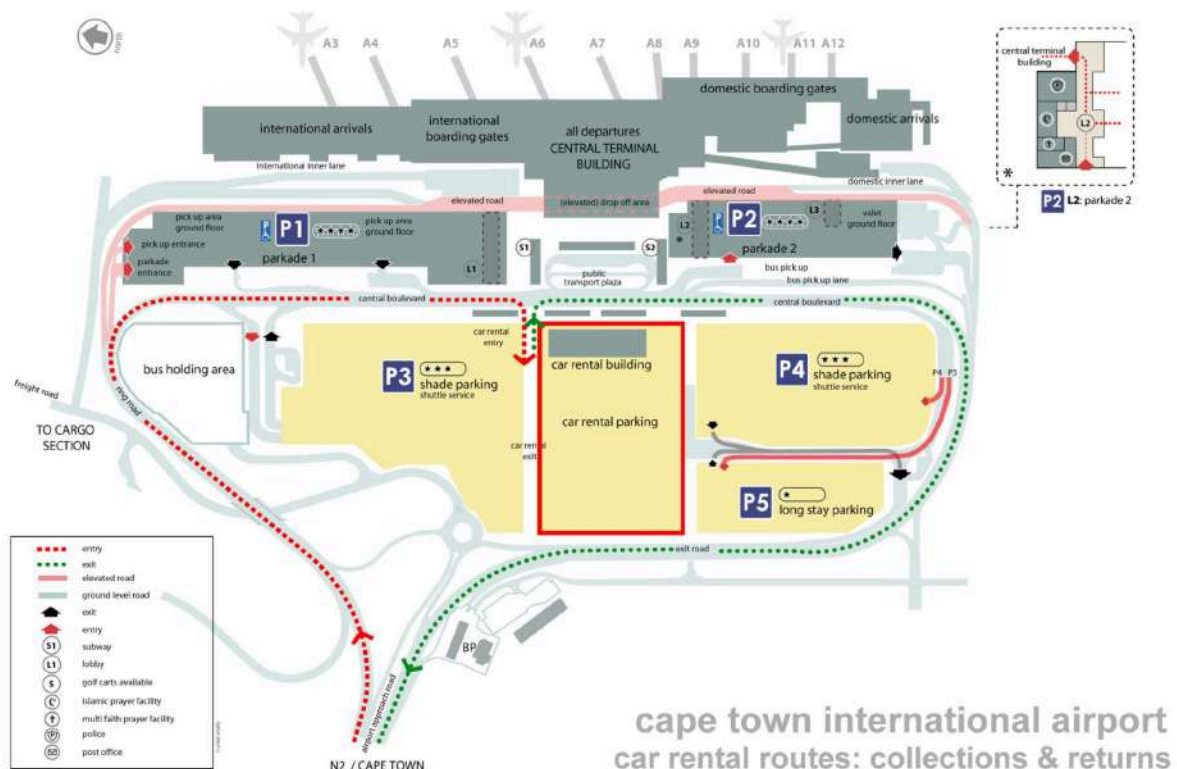 north
A3
A4
A5
A6
A7
A8
A9
A10
A11
A12
central terminal
building
P
L2
*
P2 L2: parkade 2
international arrivals
international
boarding gates
all departures
CENTRAL TERMINAL
BUILDING
domestic boarding gates
domestic arrivals
international inner lane
domestic inner lane
elevated road
(elevated) drop off area
elevated road
pick up area
ground floor
P1
pick up area
ground floor
pick up entrance
parkade 1
parkade
entrance
L1
S1
S2
public
transport plaza
L2
*
P2
L3
valet
ground floor
parkade 2
bus pick up
bus pick up lane
central boulevard
central boulevard
car rental
entry
bus holding area
P3
shade parking
shuttle service
car rental building
car rental parking
car rental
exit
P4
shade parking
shuttle service
P4
P5
P5
long stay parking
freight road
TO CARGO
SECTION
ring road
exit road
BP
airport approach road
N2 / CAPE TOWN
entry
exit
elevated road
ground level road
exit
entry
S1 subway
L1 lobby
S golf carts available
islamic prayer facility
multi faith prayer facility
P police
post office
cape town international airport
car rental routes: collections & returns